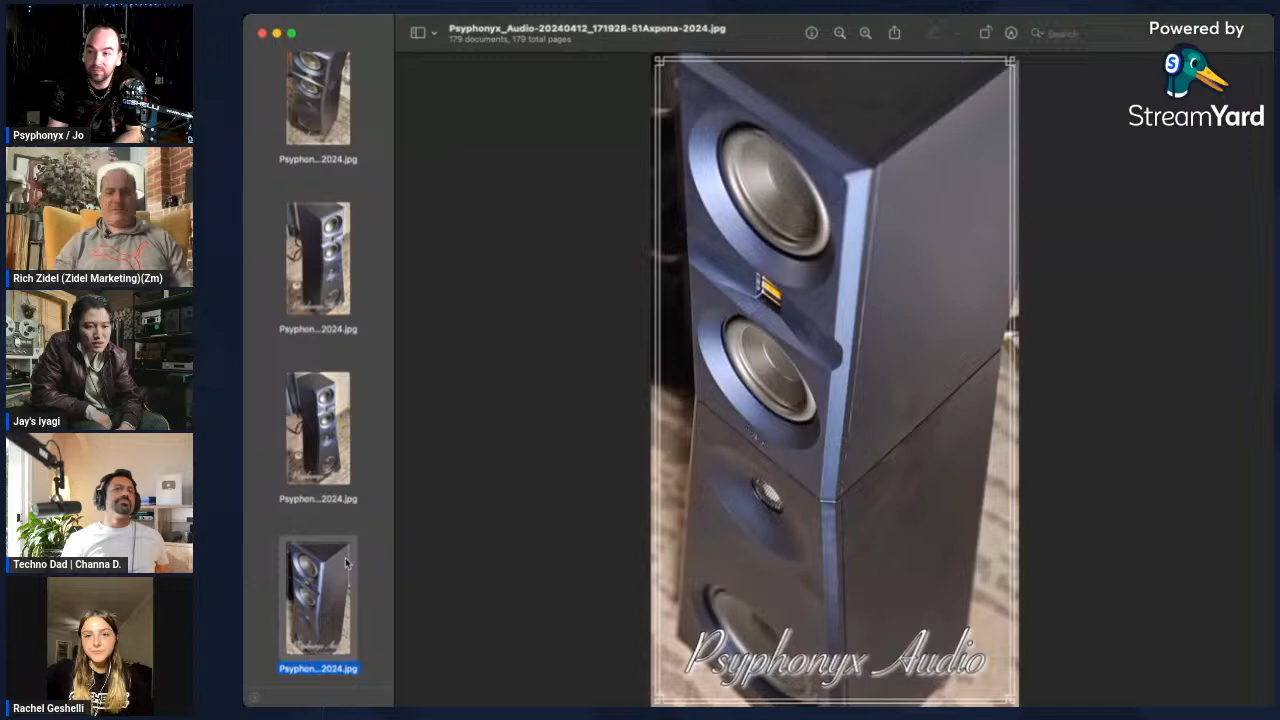 Psyphonyx_Audio-20240412_171928-51Axpona-2024.jpg
179 documents, 179 total pages
Search
Powered by
S
StreamYard
Psyphon...2024.jpg
Psyphon...2024.jpg
Psyphon...2024.jpg
Psyphon...2024.jpg
Psyphonyx Audio
GESHELLI
Psyphonyx / Jo
Rich Zidel (Zidel Marketing)(Zm)
Jay's iyagi
Techno Dad | Channa D.
Rachel Geshelli